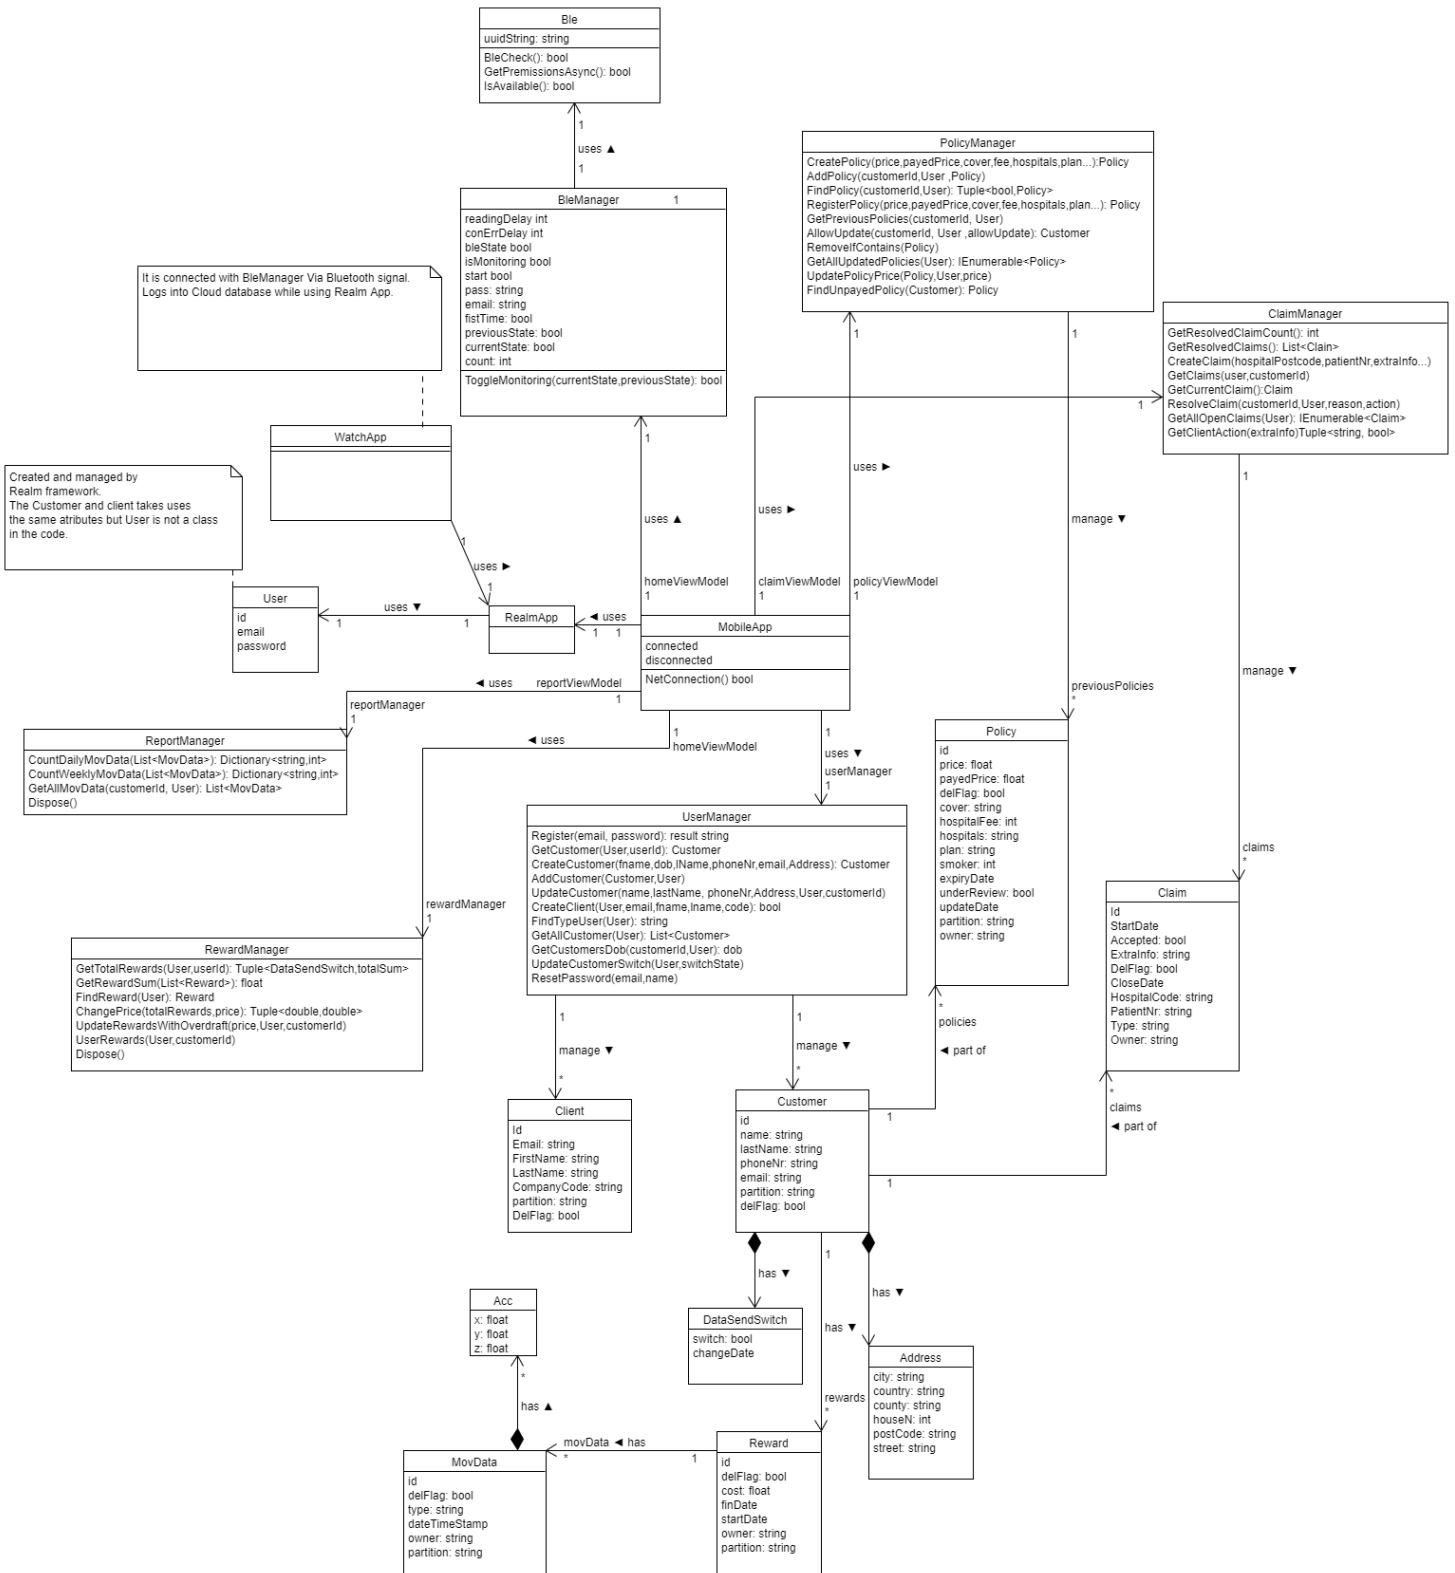 Ble
uuidString: string
BleCheck(): bool
GetPremissionsAsync(): bool
IsAvailable(): bool
1
uses ▲
1
BleManager 1
readingDelay int
conErrDelay int
bleState bool
isMonitoring bool
start bool
pass: string
email: string
fistTime: bool
previousState: bool
currentState: bool
count: int
ToggleMonitoring(currentState,previousState): bool
1
uses ▲
homeViewModel
1
PolicyManager
CreatePolicy(price,payedPrice,cover,fee,hospitals,plan...):Policy
AddPolicy(customerId,User ,Policy)
FindPolicy(customerId,User): Tuple<bool,Policy>
RegisterPolicy(price,payedPrice,cover,fee,hospitals,plan...): Policy
GetPreviousPolicies(customerId, User)
AllowUpdate(customerId, User ,allowUpdate): Customer
RemoveIfContains(Policy)
GetAllUpdatedPolicies(User): IEnumerable<Policy>
UpdatePolicyPrice(Policy,User,price)
FindUnpayedPolicy(Customer): Policy
1
uses ►
policyViewModel
1
1
manage ▼
previousPolicies
*
ClaimManager
GetResolvedClaimCount(): int
GetResolvedClaims(): List<Clain>
CreateClaim(hospitalPostcode,patientNr,extraInfo...)
GetClaims(user,customerId)
GetCurrentClaim():Claim
ResolveClaim(customerId,User,reason,action)
GetAllOpenClaims(User): IEnumerable<Claim>
GetClientAction(extraInfo)Tuple<string, bool>
1
uses ►
claimViewModel
1
1
manage ▼
claims
*
It is connected with BleManager Via Bluetooth signal.
Logs into Cloud database while using Realm App.
WatchApp
1
uses ►
1
Created and managed by
Realm framework.
The Customer and client takes uses
the same atributes but User is not a class
in the code.
User
id
email
password
uses ▼
1
1
RealmApp
◄ uses
1
1
MobileApp
connected
disconnected
NetConnection() bool
◄ uses
reportViewModel
1
reportManager
1
ReportManager
CountDailyMovData(List<MovData>): Dictionary<string,int>
CountWeeklyMovData(List<MovData>): Dictionary<string,int>
GetAllMovData(customerId, User): List<MovData>
Dispose()
1
homeViewModel
◄ uses
rewardManager
1
RewardManager
GetTotalRewards(User,userId): Tuple<DataSendSwitch,totalSum>
GetRewardSum(List<Reward>): float
FindReward(User): Reward
ChangePrice(totalRewards,price): Tuple<double,double>
UpdateRewardsWithOverdraft(price,User,customerId)
UserRewards(User,customerId)
Dispose()
1
uses ▼
userManager
1
UserManager
Register(email, password): result string
GetCustomer(User,userId): Customer
CreateCustomer(fname,dob,lName,phoneNr,email,Address): Customer
AddCustomer(Customer,User)
UpdateCustomer(name,lastName, phoneNr,Address,User,customerId)
CreateClient(User,email,fname,lname,code): bool
FindTypeUser(User): string
GetAllCustomer(User): List<Customer>
GetCustomersDob(customerId,User): dob
UpdateCustomerSwitch(User,switchState)
ResetPassword(email,name)
1
manage ▼
*
1
manage ▼
*
Policy
id
price: float
payedPrice: float
delFlag: bool
cover: string
hospitalFee: int
hospitals: string
plan: string
smoker: int
expiryDate
underReview: bool
updateDate
partition: string
owner: string
*
policies
◄ part of
1
Claim
Id
StartDate
Accepted: bool
ExtraInfo: string
DelFlag: bool
CloseDate
HospitalCode: string
PatientNr: string
Type: string
Owner: string
*
claims
◄ part of
1
Client
Id
Email: string
FirstName: string
LastName: string
CompanyCode: string
partition: string
DelFlag: bool
Customer
id
name: string
lastName: string
phoneNr: string
email: string
partition: string
delFlag: bool
has ▼
1
has ▼
rewards
*
has ▼
DataSendSwitch
switch: bool
changeDate
Address
city: string
country: string
county: string
houseN: int
postCode: string
street: string
Acc
x: float
y: float
z: float
*
has ▲
MovData
id
delFlag: bool
type: string
dateTimeStamp
owner: string
partition: string
movData ◄ has
*
1
Reward
id
delFlag: bool
cost: float
finDate
startDate
owner: string
partition: string